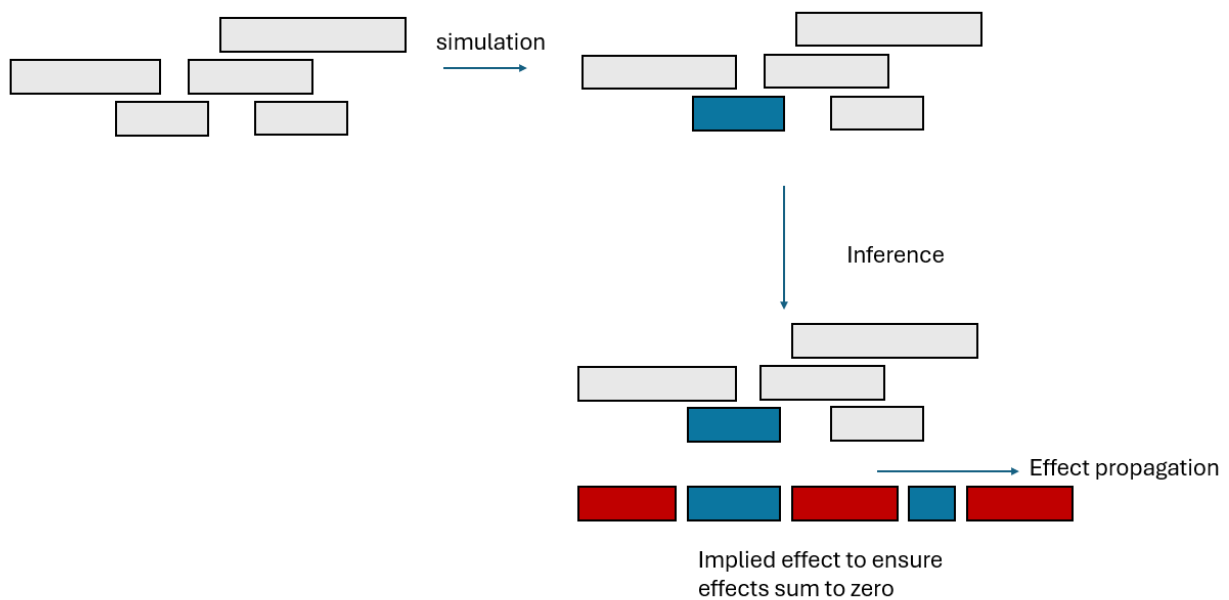 simulation
Inference
Effect propagation
Implied effect to ensure
effects sum to zero